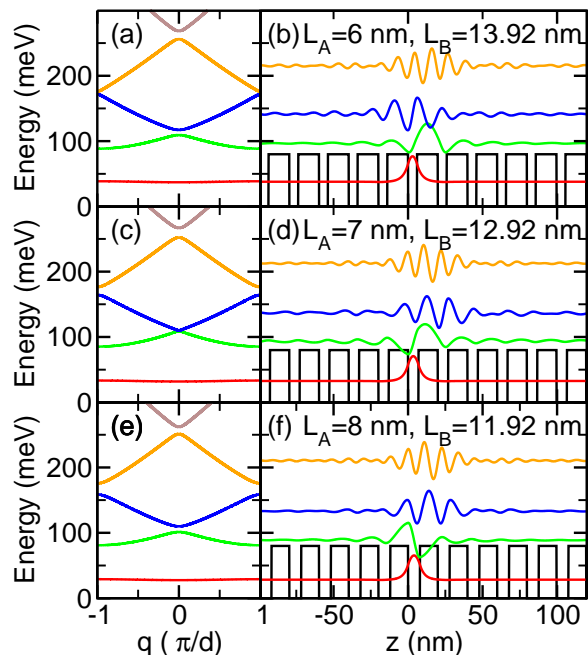 (a)
(b) L_A=6 nm, L_B=13.92 nm
Energy (meV)
200
100
0
(c)
(d) L_A=7 nm, L_B=12.92 nm
Energy (meV)
200
100
0
(e)
(f) L_A=8 nm, L_B=11.92 nm
Energy (meV)
200
100
0
-1 0 1 -50 0 50 100
q ( π/d) z (nm)